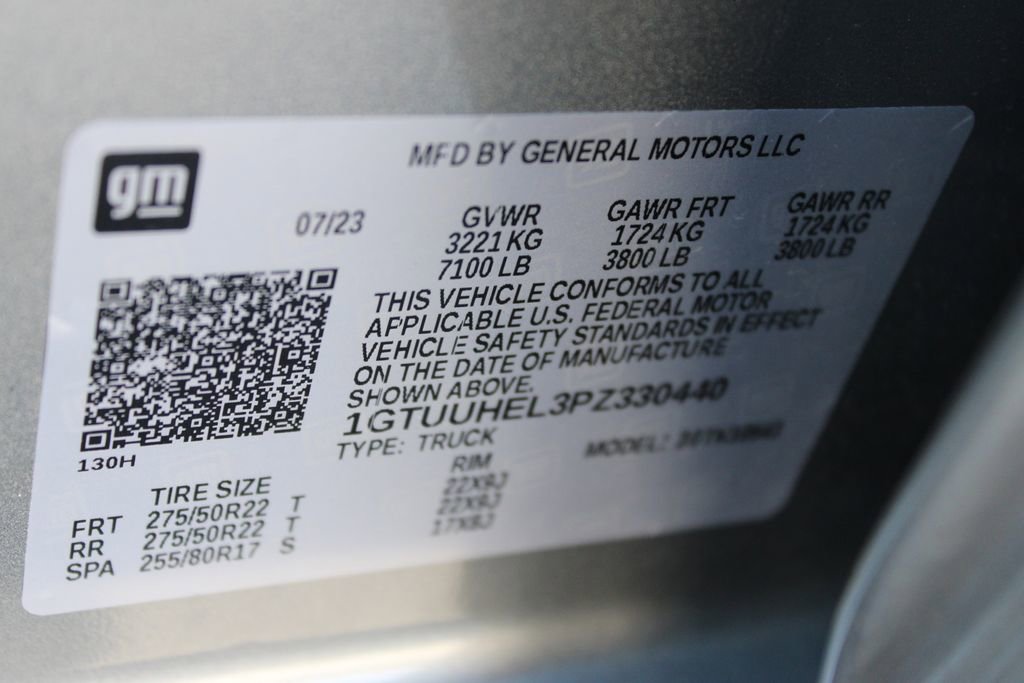 gm
MFD BY GENERAL MOTORS LLC
07/23
GVWR GAWR FRT GAWR RR
3221 KG 1724 KG 1724 KG
7100 LB 3800 LB 3800 LB
THIS VEHICLE CONFORMS TO ALL
APPLICABLE U.S. FEDERAL MOTOR
VEHICLE SAFETY STANDARDS IN EFFECT
ON THE DATE OF MANUFACTURE
SHOWN ABOVE.
1GTUUHEL3PZ330440
130H
TYPE: TRUCK MODEL:
TIRE SIZE RIM
FRT 275/50R22 T 22X9J
RR 275/50R22 T 22X9J
SPA 255/80R17 S 17X8J